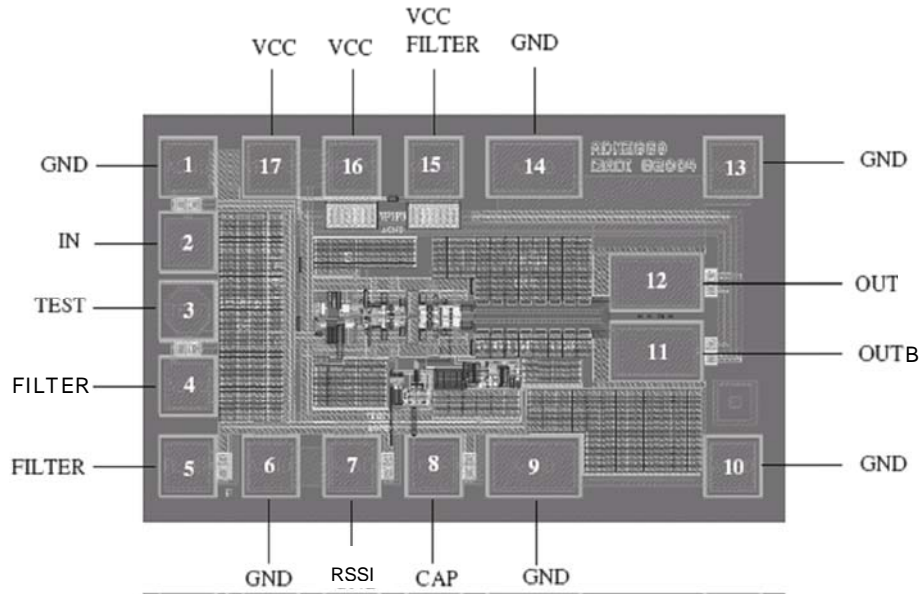 VCC
FILTER
VCC
VCC
GND
GND
1
17
16
15
14
13
GND
IN
2
TEST
3
12
OUT
11
OUTB
FILTER
4
FILTER
5
6
7
8
9
10
GND
GND
RSSI
CAP
GND